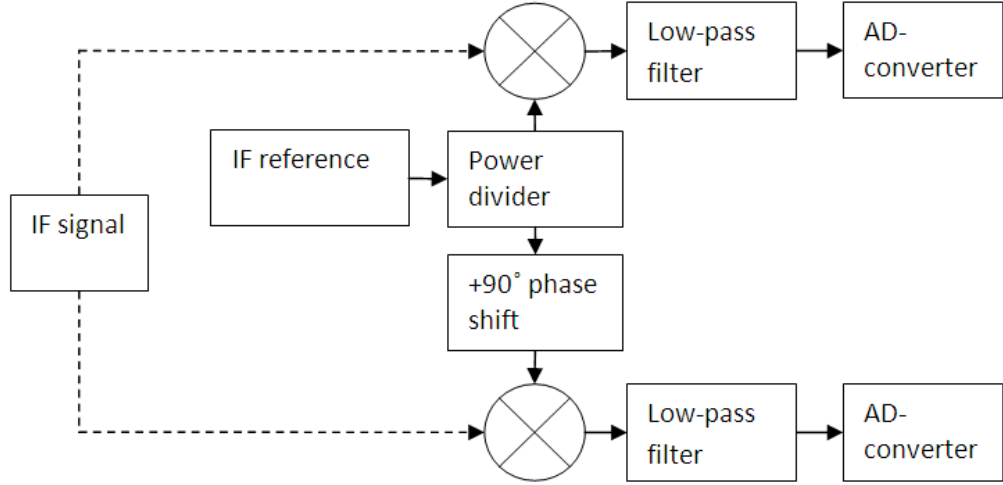 Low-pass
filter
AD-
converter
IF reference
Power
divider
IF signal
+90˚ phase
shift
Low-pass
filter
AD-
converter